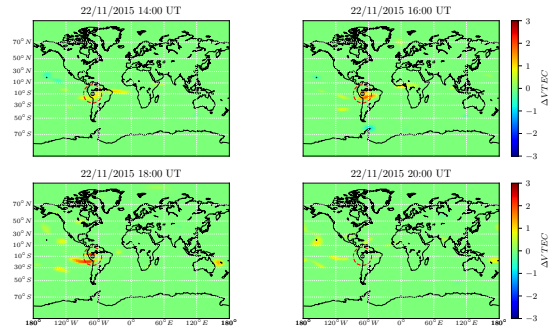 22/11/2015 14:00 UT
22/11/2015 16:00 UT
70° N
50° N
30° N
10° N
10° S
30° S
50° S
70° S
3
2
1
0
−1
−2
−3
ΔVTEC
22/11/2015 18:00 UT
22/11/2015 20:00 UT
70° N
50° N
30° N
10° N
10° S
30° S
50° S
70° S
180° 120° W 60° W 0° 60° E 120° E 180°
180° 120° W 60° W 0° 60° E 120° E 180°
3
2
1
0
−1
−2
−3
ΔVTEC